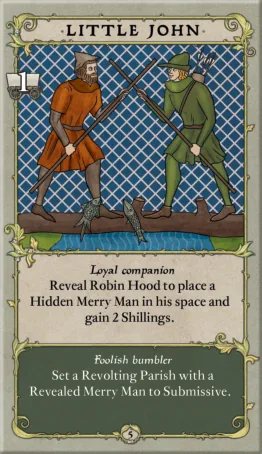 LITTLE JOHN
1
Loyal companion
Reveal Robin Hood to place a
Hidden Merry Man in his space and
gain 2 Shillings.
Foolish bumbler
Set a Revolting Parish with a
Revealed Merry Man to Submissive.
5